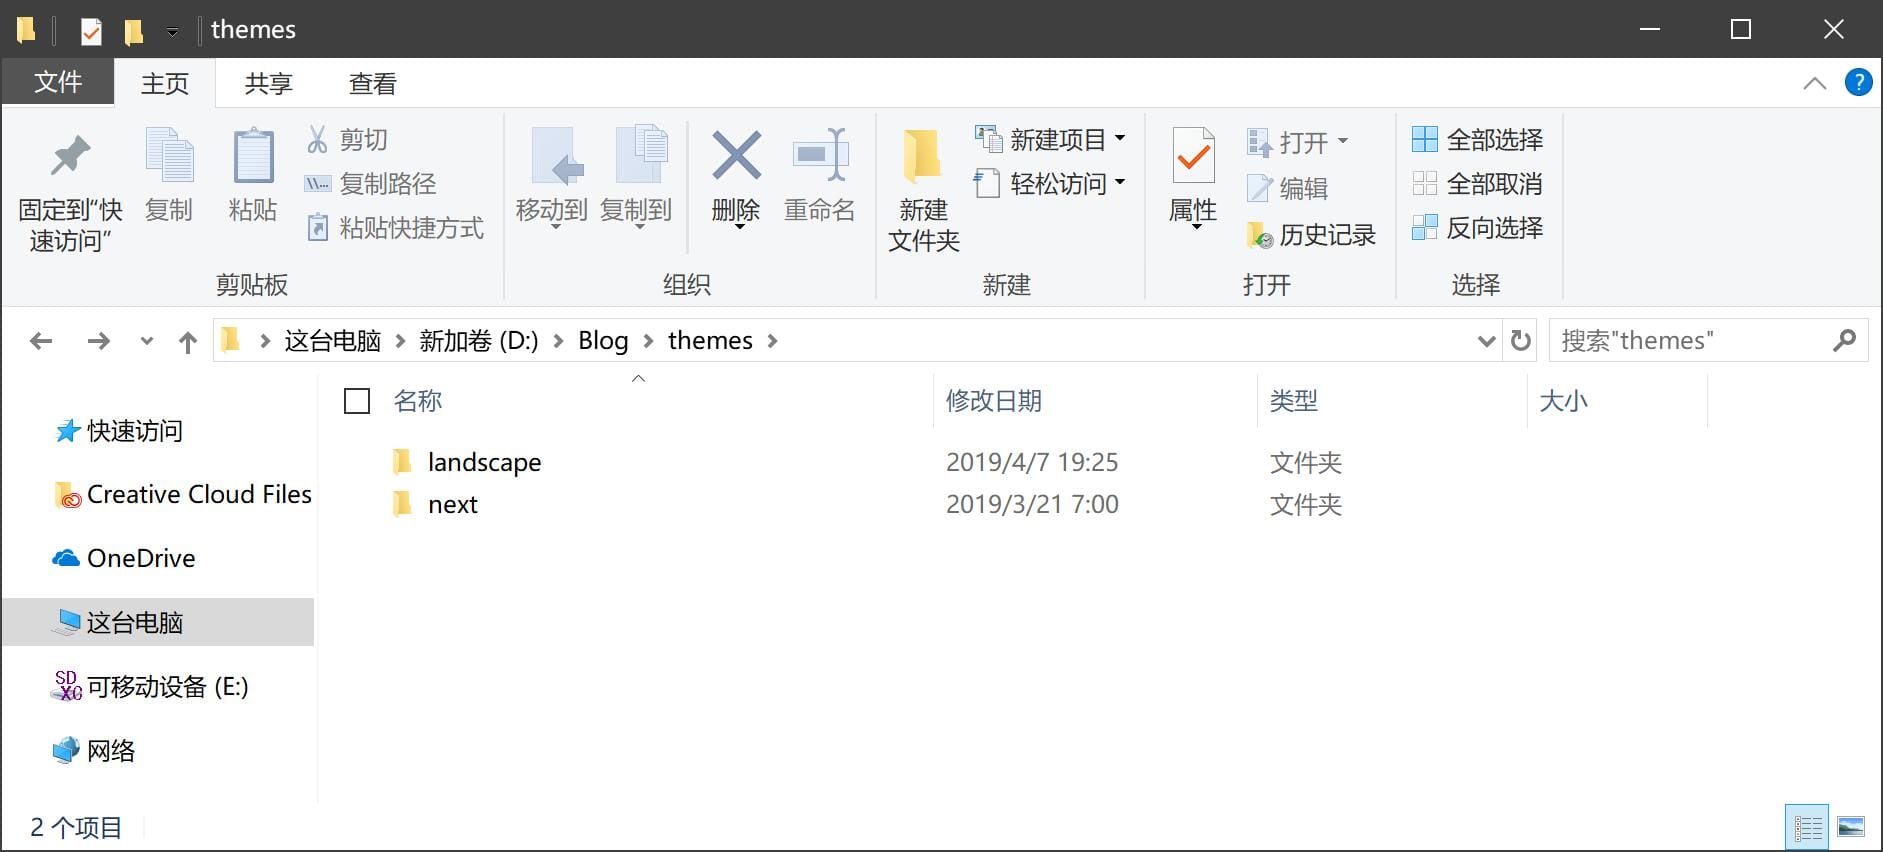 themes
文件 主页 共享 查看
?
固定到“快
速访问”
复制
粘贴
剪切
复制路径
粘贴快捷方式
剪贴板
移动到
复制到
删除
重命名
组织
新建
文件夹
新建项目
轻松访问
新建
属性
打开
编辑
历史记录
打开
全部选择
全部取消
反向选择
选择
这台电脑 新加卷 (D:) Blog themes
搜索"themes"
名称 修改日期 类型 大小
landscape 2019/4/7 19:25 文件夹
next 2019/3/21 7:00 文件夹
快速访问
Creative Cloud Files
OneDrive
这台电脑
SD
XC
可移动设备 (E:)
网络
2 个项目